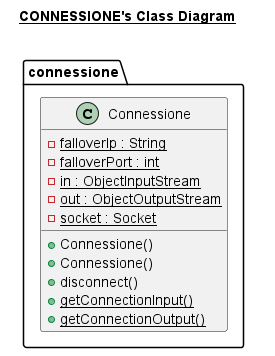 CONNESSIONE's Class Diagram
connessione
C Connessione
falloverIp : String
falloverPort : int
in : ObjectInputStream
out : ObjectOutputStream
socket : Socket
Connessione()
Connessione()
disconnect()
getConnectionInput()
getConnectionOutput()